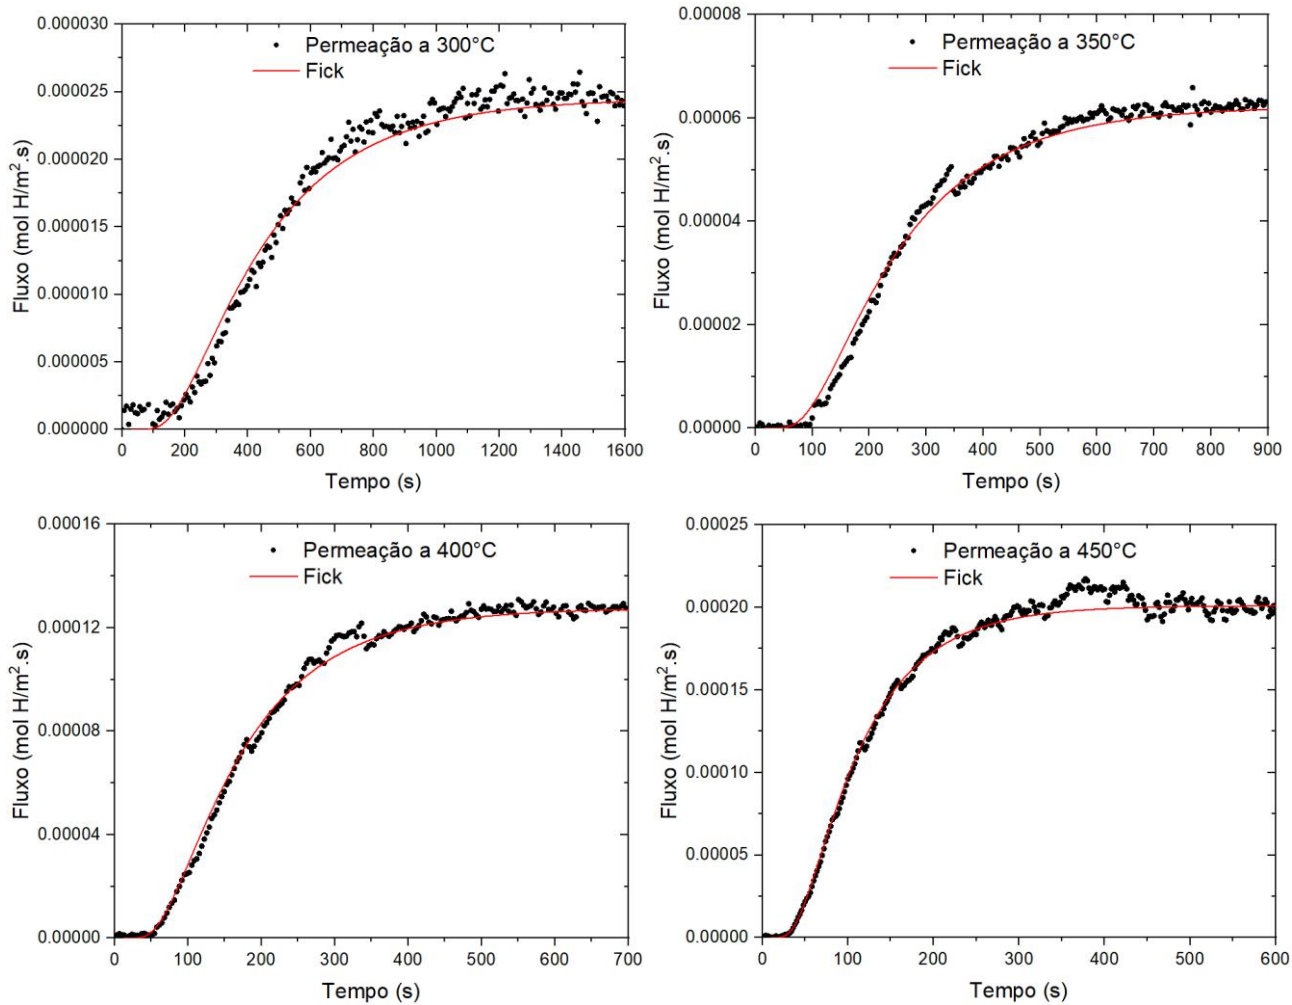 0.000030
0.000025
0.000020
0.000015
0.000010
0.000005
0.000000
Fluxo (mol H/m².s)
Permeação a 300°C
Fick
0 200 400 600 800 1000 1200 1400 1600
Tempo (s)
0.00008
0.00006
0.00004
0.00002
0.00000
Fluxo (mol H/m².s)
Permeação a 350°C
Fick
0 100 200 300 400 500 600 700 800 900
Tempo (s)
0.00016
0.00012
0.00008
0.00004
0.00000
Fluxo (mol H/m².s)
Permeação a 400°C
Fick
0 100 200 300 400 500 600 700
Tempo (s)
0.00025
0.00020
0.00015
0.00010
0.00005
0.00000
Fluxo (mol H/m².s)
Permeação a 450°C
Fick
0 100 200 300 400 500 600
Tempo (s)